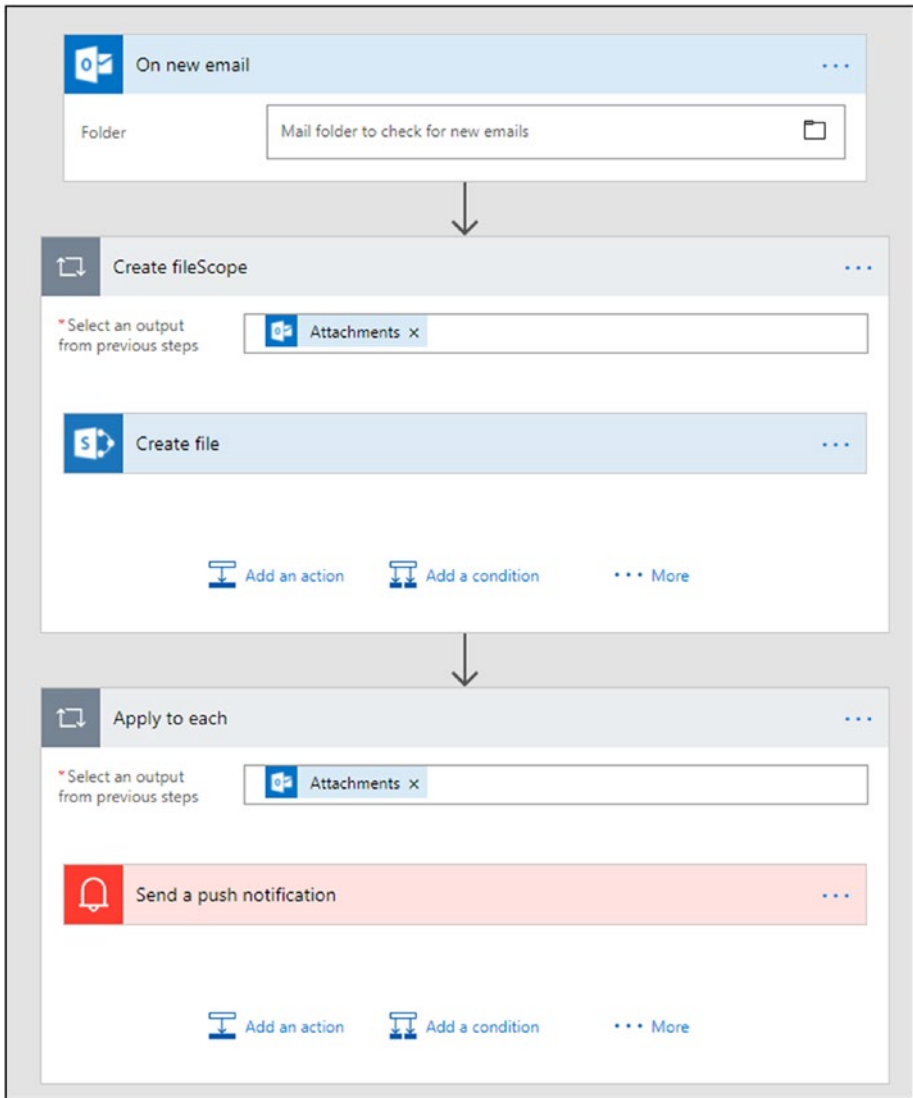 On new email
Folder
Mail folder to check for new emails
Create fileScope
*Select an output
from previous steps
Attachments ×
S
Create file
Add an action
Add a condition
More
Apply to each
*Select an output
from previous steps
Attachments ×
Send a push notification
Add an action
Add a condition
More